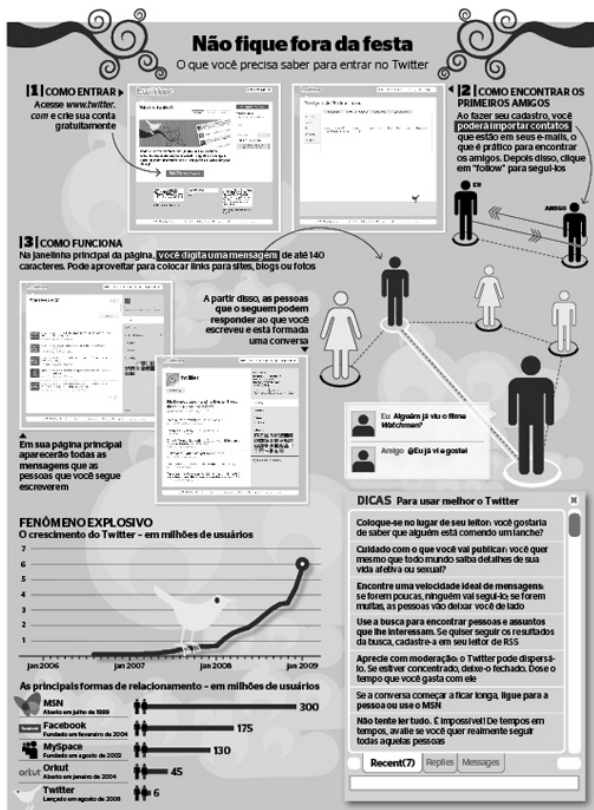 Não fique fora da festa
O que você precisa saber para entrar no Twitter
|1| COMO ENTRAR
Acesse www.twitter.
com e crie sua conta
gratuitamente
twitter
|2| COMO ENCONTRAR OS
PRIMEIROS AMIGOS
Ao fazer seu cadastro, você
poderá importar contatos
que estão em seus e-mails, o
que é prático para encontrar
os amigos. Depois disso, clique
em "follow" para segui-los
EU
AMIGO
|3| COMO FUNCIONA
Na janelinha principal da página, você digita uma mensagem de até 140
caracteres. Pode aproveitar para colocar links para sites, blogs ou fotos
A partir disso, as pessoas
que o seguem podem
responder ao que você
escreveu e está formada
uma conversa
twitter
Em sua página principal
aparecerão todas as
mensagens que as
pessoas que você segue
escreverem
Eu Alguém já viu o filme
Watchmen?
Amigo @Eu já vi e gostei
FENÔMENO EXPLOSIVO
O crescimento do Twitter – em milhões de usuários
7
6
5
4
3
2
1
jan 2006 jan 2007 jan 2008 jan 2009
As principais formas de relacionamento – em milhões de usuários
MSN
Aberto em julho de 1999
300
Facebook
Fundado em fevereiro de 2004
175
MySpace
Fundado em agosto de 2003
130
orkut
Orkut
Aberto em janeiro de 2004
45
Twitter
Lançado em agosto de 2006
6
DICAS Para usar melhor o Twitter
Coloque-se no lugar de seu leitor: você gostaria
de saber que alguém está comendo um lanche?
Cuidado com o que você vai publicar: você quer
mesmo que todo mundo saiba detalhes de sua
vida afetiva ou sexual?
Encontre uma velocidade ideal de mensagens:
se forem poucas, ninguém vai segui-lo; se forem
muitas, as pessoas vão deixar você de lado
Use a busca para encontrar pessoas e assuntos
que lhe interessam. Se quiser seguir os resultados
da busca, cadastre-a em seu leitor de RSS
Aprecie com moderação: o Twitter pode dispersá-
lo. Se estiver concentrado, deixe-o fechado. Dose o
tempo que você gasta com ele
Se a conversa começar a ficar longa, ligue para a
pessoa ou use o MSN
Não tente ler tudo. É impossível! De tempos em
tempos, avalie se você quer realmente seguir
todas aquelas pessoas
Recent(7) Replies Messages